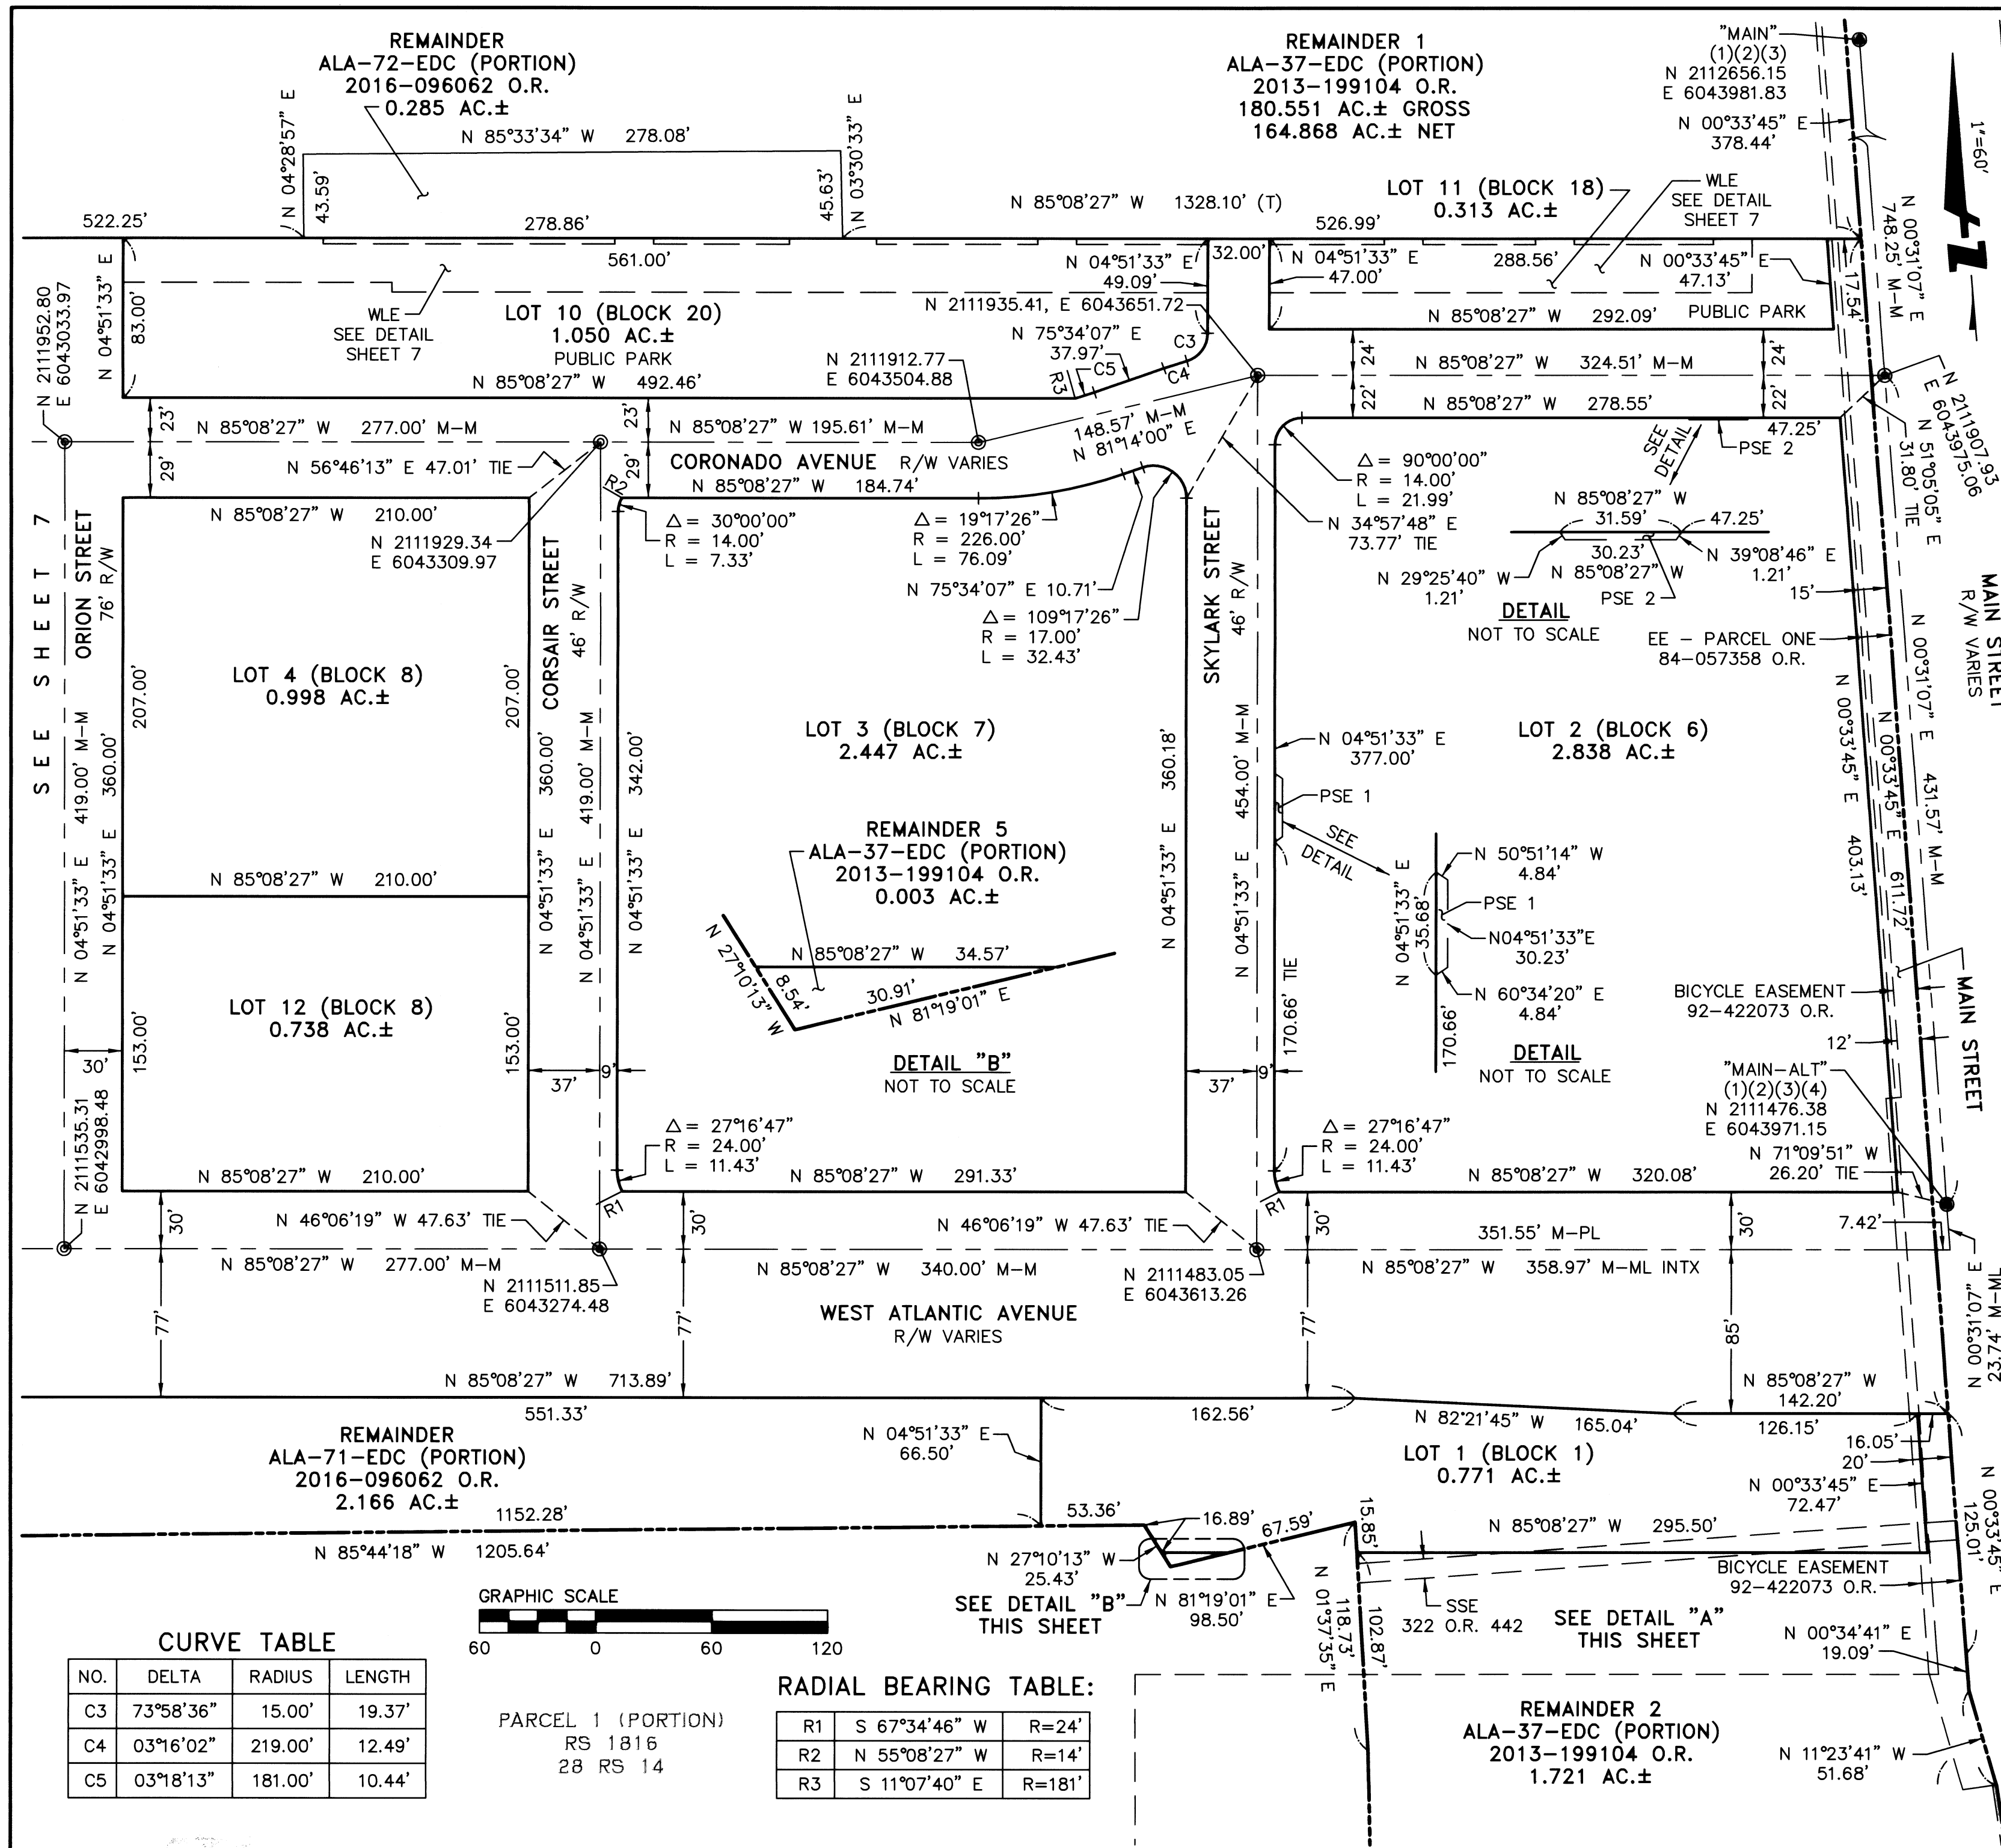 REMAINDER
ALA-72-EDC (PORTION)
2016-096062 O.R.
0.285 AC.±
N 85°33'34" W 278.08'
N 04°28'57" E
43.59'
45.63'
N 03°30'33" E
522.25'
278.86'
REMAINDER 1
ALA-37-EDC (PORTION)
2013-199104 O.R.
180.551 AC.± GROSS
164.868 AC.± NET
"MAIN"
(1)(2)(3)
N 2112656.15
E 6043981.83
N 00°33'45" E
378.44'
1"=60'
N 85°08'27" W 1328.10' (T)
526.99'
LOT 11 (BLOCK 18)
0.313 AC.±
WLE
SEE DETAIL
SHEET 7
N 00°31'07" E
748.25' M-M
561.00'
32.00'
N 04°51'33" E
49.09'
N 04°51'33" E
47.00'
288.56'
N 00°33'45" E
47.13'
117.54'
N 2111952.80
E 6043033.97
N 04°51'33" E
83.00'
WLE
SEE DETAIL
SHEET 7
LOT 10 (BLOCK 20)
1.050 AC.±
PUBLIC PARK
N 85°08'27" W 492.46'
N 2111935.41, E 6043651.72
N 75°34'07" E
37.97'
C3
C4
C5
R3
N 2111912.77
E 6043504.88
N 85°08'27" W 292.09'
PUBLIC PARK
24'
N 85°08'27" W 324.51' M-M
24'
22'
N 85°08'27" W 278.55'
22'
47.25'
PSE 2
SEE
DETAIL
N 2111907.93
E 6043975.06
N 51°05'05" E
31.80' TIE
23'
N 85°08'27" W 277.00' M-M
23'
N 85°08'27" W 195.61' M-M
148.57' M-M
N 81°14'00" E
29'
N 56°46'13" E 47.01' TIE
29'
CORONADO AVENUE R/W VARIES
R2
N 85°08'27" W 184.74'
N 85°08'27" W 210.00'
N 2111929.34
E 6043309.97
Δ= 30°00'00"
R = 14.00'
L = 7.33'
Δ= 19°17'26"
R = 226.00'
L = 76.09'
N 75°34'07" E 10.71'
Δ= 109°17'26"
R = 17.00'
L = 32.43'
Δ= 90°00'00"
R = 14.00'
L = 21.99'
N 34°57'48" E
73.77' TIE
N 85°08'27" W
31.59'
47.25'
30.23'
N 85°08'27" W
N 29°25'40" W
1.21'
N 39°08'46" E
1.21'
PSE 2
DETAIL
NOT TO SCALE
15'
EE - PARCEL ONE
84-057358 O.R.
MAIN STREET
R/W VARIES
SEE SHEET 7
ORION STREET
76' R/W
CORSAIR STREET
46' R/W
SKYLARK STREET
46' R/W
LOT 4 (BLOCK 8)
0.998 AC.±
207.00'
207.00'
LOT 3 (BLOCK 7)
2.447 AC.±
LOT 2 (BLOCK 6)
2.838 AC.±
N 04°51'33" E 419.00' M-M
N 04°51'33" E 360.00'
N 04°51'33" E 360.00'
N 04°51'33" E 419.00' M-M
N 04°51'33" E 342.00'
N 04°51'33" E 360.18'
N 04°51'33" E 454.00' M-M
N 04°51'33" E
377.00'
PSE 1
SEE
DETAIL
N 00°33'45" E 403.13'
N 00°33'45" E 611.72'
N 00°31'07" E 431.57' M-M
N 85°08'27" W 210.00'
REMAINDER 5
ALA-37-EDC (PORTION)
2013-199104 O.R.
0.003 AC.±
N 85°08'27" W 34.57'
N 27°10'13" W
8.54'
30.91'
N 81°19'01" E
DETAIL "B"
NOT TO SCALE
N 04°51'33" E
35.68'
N 50°51'14" W
4.84'
PSE 1
N04°51'33"E
30.23'
N 60°34'20" E
4.84'
170.66'
170.66' TIE
DETAIL
NOT TO SCALE
BICYCLE EASEMENT
92-422073 O.R.
MAIN STREET
12'
"MAIN-ALT"
(1)(2)(3)(4)
N 2111476.38
E 6043971.15
N 71°09'51" W
26.20' TIE
LOT 12 (BLOCK 8)
0.738 AC.±
153.00'
153.00'
30'
37'
9'
37'
9'
N 2111535.31
E 6042998.48
Δ= 27°16'47"
R = 24.00'
L = 11.43'
Δ= 27°16'47"
R = 24.00'
L = 11.43'
N 85°08'27" W 210.00'
N 85°08'27" W 291.33'
N 85°08'27" W 320.08'
R1
R1
30'
N 46°06'19" W 47.63' TIE
30'
N 46°06'19" W 47.63' TIE
30'
351.55' M-PL
30'
7.42'
N 85°08'27" W 277.00' M-M
N 2111511.85
E 6043274.48
N 85°08'27" W 340.00' M-M
N 2111483.05
E 6043613.26
N 85°08'27" W 358.97' M-ML INTX
N 00°31'07" E
23.74' M-ML
WEST ATLANTIC AVENUE
R/W VARIES
77'
77'
77'
85'
N 85°08'27" W 713.89'
551.33'
162.56'
N 82°21'45" W 165.04'
N 85°08'27" W
142.20'
126.15'
16.05'
20'
REMAINDER
ALA-71-EDC (PORTION)
2016-096062 O.R.
2.166 AC.±
N 04°51'33" E
66.50'
LOT 1 (BLOCK 1)
0.771 AC.±
N 00°33'45" E
72.47'
N 00°33'45" E
125.01'
1152.28'
53.36'
16.89'
67.59'
15.85'
N 85°08'27" W 295.50'
N 85°44'18" W 1205.64'
N 27°10'13" W
25.43'
SEE DETAIL "B"
THIS SHEET
N 81°19'01" E
98.50'
N 01°37'35" E
118.73'
102.87'
SSE
322 O.R. 442
BICYCLE EASEMENT
92-422073 O.R.
SEE DETAIL "A"
THIS SHEET
N 00°34'41" E
19.09'
GRAPHIC SCALE
60 0 60 120
CURVE TABLE
NO. DELTA RADIUS LENGTH
C3 73°58'36" 15.00' 19.37'
C4 03°16'02" 219.00' 12.49'
C5 03°18'13" 181.00' 10.44'
PARCEL 1 (PORTION)
RS 1816
28 RS 14
RADIAL BEARING TABLE:
R1 S 67°34'46" W R=24'
R2 N 55°08'27" W R=14'
R3 S 11°07'40" E R=181'
REMAINDER 2
ALA-37-EDC (PORTION)
2013-199104 O.R.
1.721 AC.±
N 11°23'41" W
51.68'